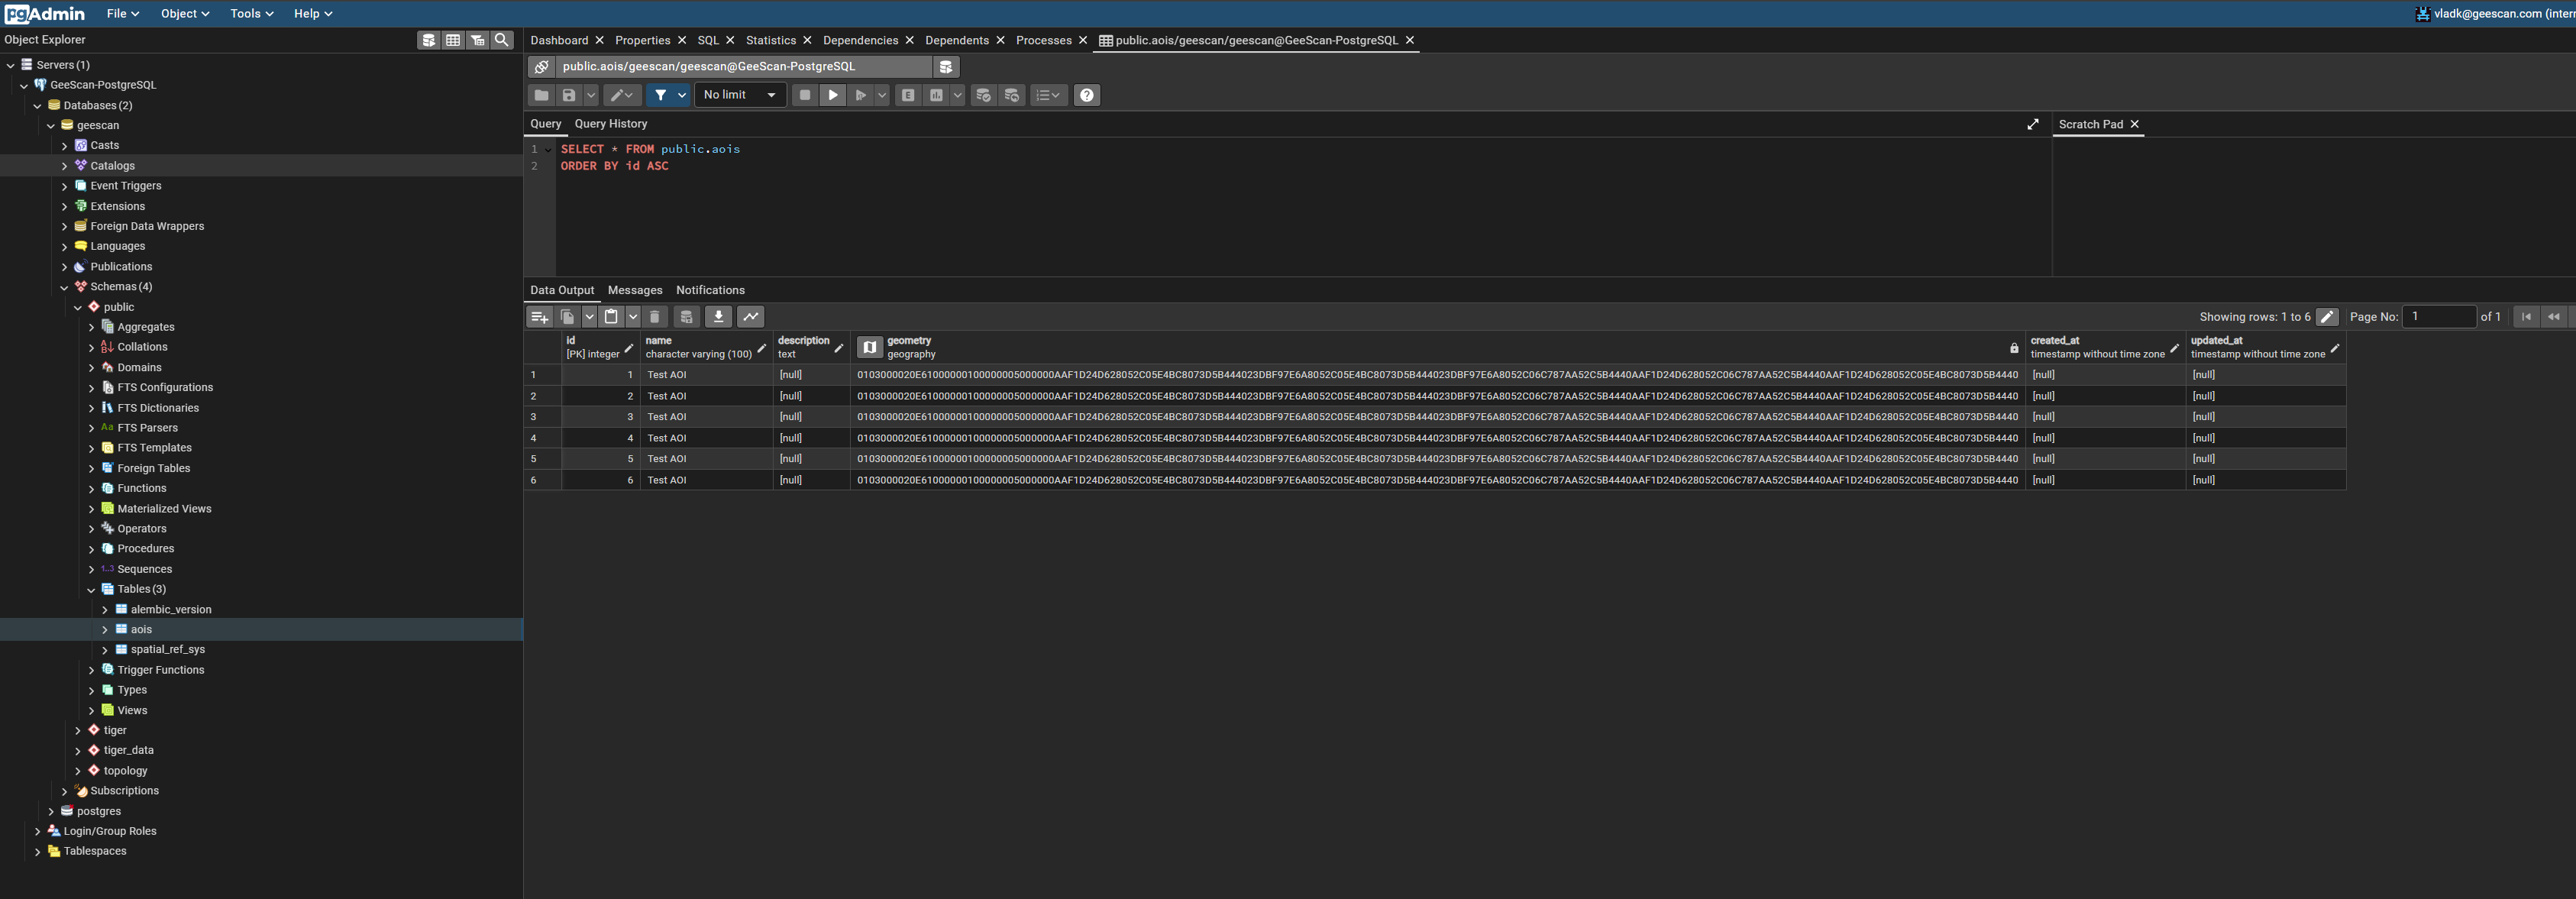 pgAdmin File Object Tools Help vladk@geescan.com (intern
Object Explorer
Servers (1)
GeeScan-PostgreSQL
Databases (2)
geescan
Casts
Catalogs
Event Triggers
Extensions
Foreign Data Wrappers
Languages
Publications
Schemas (4)
public
Aggregates
Collations
Domains
FTS Configurations
FTS Dictionaries
Aa FTS Parsers
FTS Templates
Foreign Tables
Functions
Materialized Views
Operators
Procedures
1..3 Sequences
Tables (3)
alembic_version
aois
spatial_ref_sys
Trigger Functions
Types
Views
tiger
tiger_data
topology
Subscriptions
postgres
Login/Group Roles
Tablespaces
Dashboard Properties SQL Statistics Dependencies Dependents Processes public.aois/geescan/geescan@GeeScan-PostgreSQL
public.aois/geescan/geescan@GeeScan-PostgreSQL
No limit E
Query Query History Scratch Pad
1 SELECT * FROM public.aois
2 ORDER BY id ASC
Data Output Messages Notifications
Showing rows: 1 to 6 Page No: 1 of 1
id name description geometry created_at updated_at
[PK] integer character varying (100) text geography timestamp without time zone timestamp without time zone
1 1 Test AOI [null] 0103000020E61000000100000005000000AAF1D24D628052C05E4BC8073D5B444023DBF97E6A8052C05E4BC8073D5B444023DBF97E6A8052C06C787AA52C5B4440AAF1D24D628052C06C787AA52C5B4440AAF1D24D628052C05E4BC8073D5B4440 [null] [null]
2 2 Test AOI [null] 0103000020E61000000100000005000000AAF1D24D628052C05E4BC8073D5B444023DBF97E6A8052C05E4BC8073D5B444023DBF97E6A8052C06C787AA52C5B4440AAF1D24D628052C06C787AA52C5B4440AAF1D24D628052C05E4BC8073D5B4440 [null] [null]
3 3 Test AOI [null] 0103000020E61000000100000005000000AAF1D24D628052C05E4BC8073D5B444023DBF97E6A8052C05E4BC8073D5B444023DBF97E6A8052C06C787AA52C5B4440AAF1D24D628052C06C787AA52C5B4440AAF1D24D628052C05E4BC8073D5B4440 [null] [null]
4 4 Test AOI [null] 0103000020E61000000100000005000000AAF1D24D628052C05E4BC8073D5B444023DBF97E6A8052C05E4BC8073D5B444023DBF97E6A8052C06C787AA52C5B4440AAF1D24D628052C06C787AA52C5B4440AAF1D24D628052C05E4BC8073D5B4440 [null] [null]
5 5 Test AOI [null] 0103000020E61000000100000005000000AAF1D24D628052C05E4BC8073D5B444023DBF97E6A8052C05E4BC8073D5B444023DBF97E6A8052C06C787AA52C5B4440AAF1D24D628052C06C787AA52C5B4440AAF1D24D628052C05E4BC8073D5B4440 [null] [null]
6 6 Test AOI [null] 0103000020E61000000100000005000000AAF1D24D628052C05E4BC8073D5B444023DBF97E6A8052C05E4BC8073D5B444023DBF97E6A8052C06C787AA52C5B4440AAF1D24D628052C06C787AA52C5B4440AAF1D24D628052C05E4BC8073D5B4440 [null] [null]